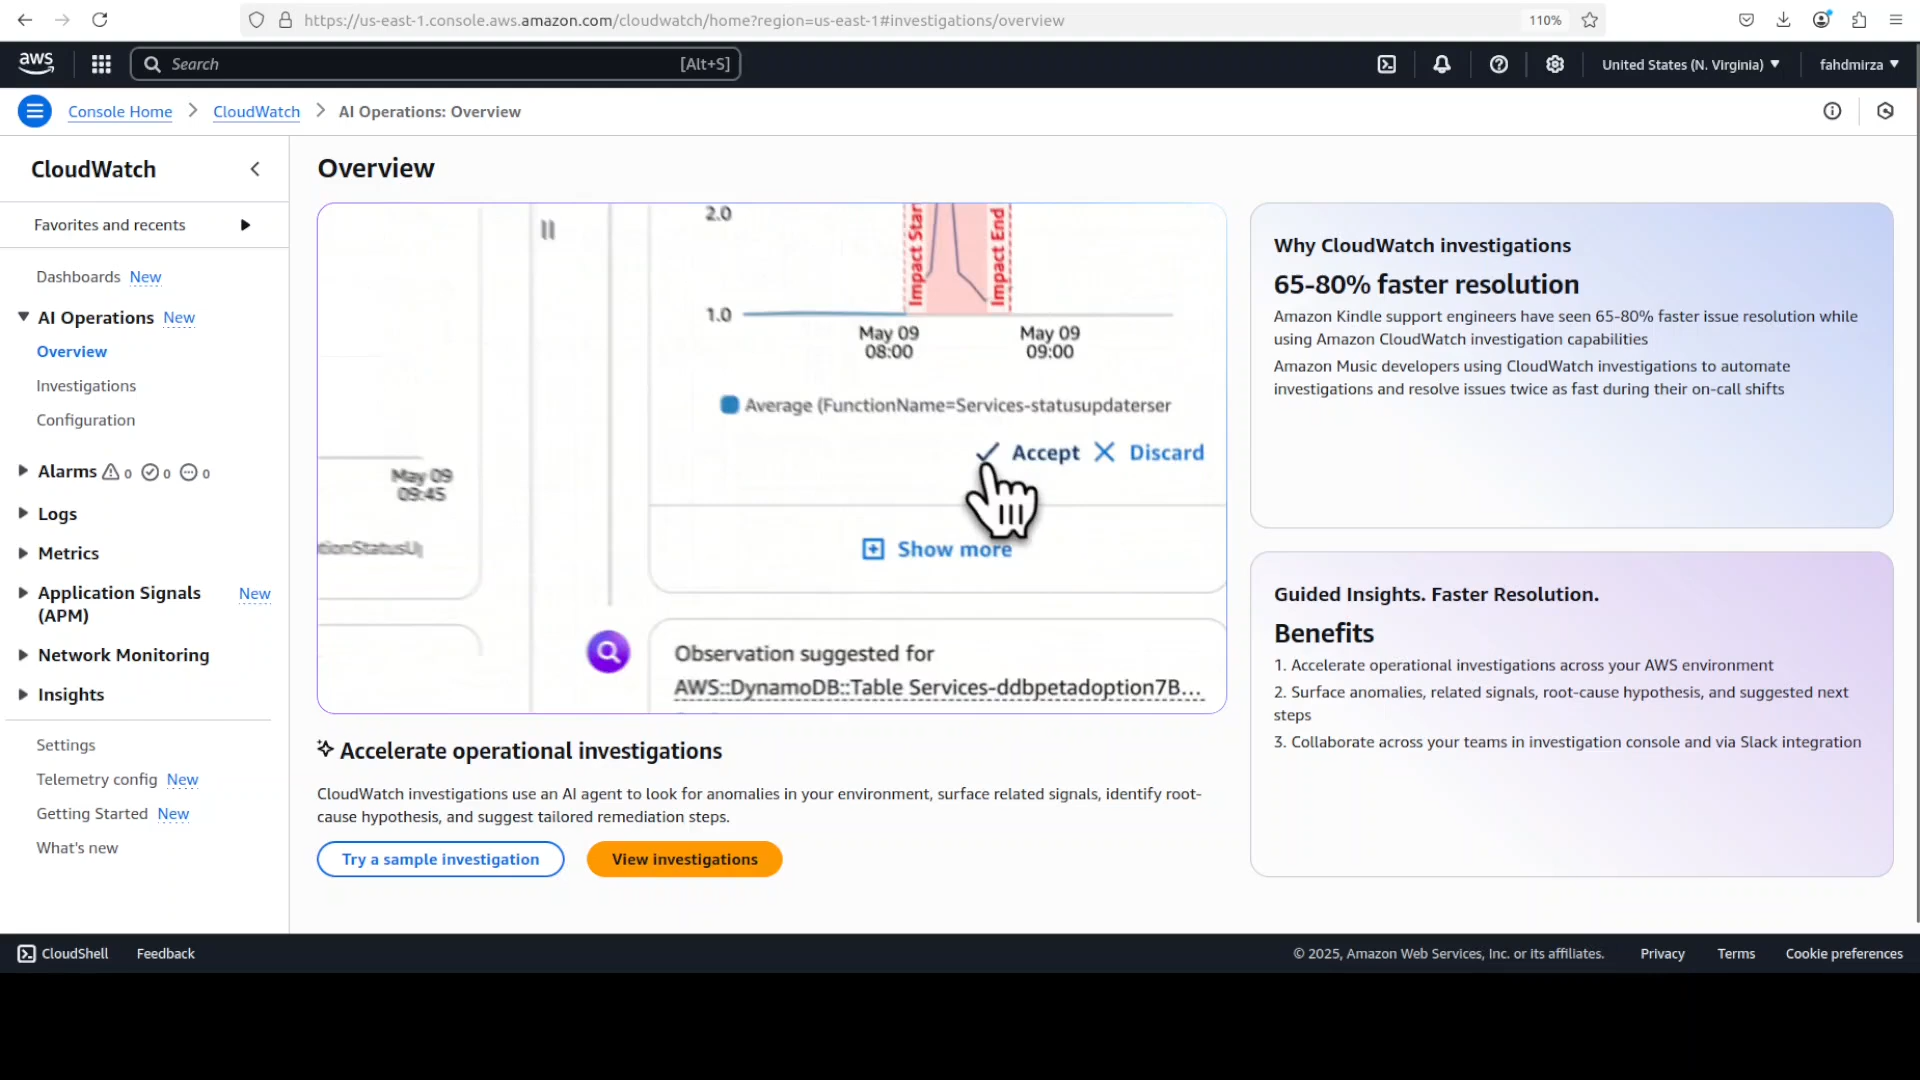 https://us-east-1.console.aws.amazon.com/cloudwatch/home?region=us-east-1#investigations/overview
110%
aws
Search
[Alt+S]
United States (N. Virginia)
fahdmirza
Console Home
CloudWatch
AI Operations: Overview
CloudWatch
Favorites and recents
Dashboards New
AI Operations New
Overview
Investigations
Configuration
Alarms 0 0 0
Logs
Metrics
Application Signals New
(APM)
Network Monitoring
Insights
Settings
Telemetry config New
Getting Started New
What's new
Overview
2.0
Impact Star
Impact End
1.0
May 09
08:00
May 09
09:00
Average (FunctionName=Services-statusupdaterser
Accept
Discard
May 09
09:45
tionStatusU
Show more
Observation suggested for
AWS::DynamoDB::Table Services-ddbpetadoption7B...
Accelerate operational investigations
CloudWatch investigations use an AI agent to look for anomalies in your environment, surface related signals, identify root-
cause hypothesis, and suggest tailored remediation steps.
Try a sample investigation
View investigations
Why CloudWatch investigations
65-80% faster resolution
Amazon Kindle support engineers have seen 65-80% faster issue resolution while
using Amazon CloudWatch investigation capabilities
Amazon Music developers using CloudWatch investigations to automate
investigations and resolve issues twice as fast during their on-call shifts
Guided Insights. Faster Resolution.
Benefits
1. Accelerate operational investigations across your AWS environment
2. Surface anomalies, related signals, root-cause hypothesis, and suggested next
steps
3. Collaborate across your teams in investigation console and via Slack integration
CloudShell
Feedback
© 2025, Amazon Web Services, Inc. or its affiliates.
Privacy
Terms
Cookie preferences